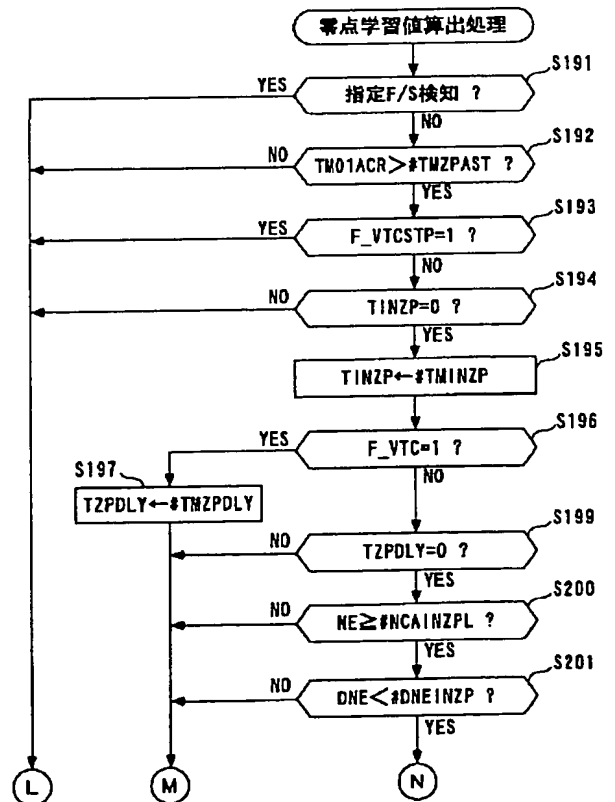 零点学習値算出処理
S191
YES
指定F/S検知 ?
NO
S192
NO
TM01ACR>#TMZPAST ?
YES
S193
YES
F_VTCSTP=1 ?
NO
S194
NO
TINZP=0 ?
YES
S195
TINZP←#TMINZP
S196
YES
F_VTC=1 ?
NO
S197
TZPDLY←#TMZPDLY
S199
NO
TZPDLY=0 ?
YES
S200
NO
NE≧#NCAINZPL ?
YES
S201
NO
DNE<#DNEINZP ?
YES
L
M
N